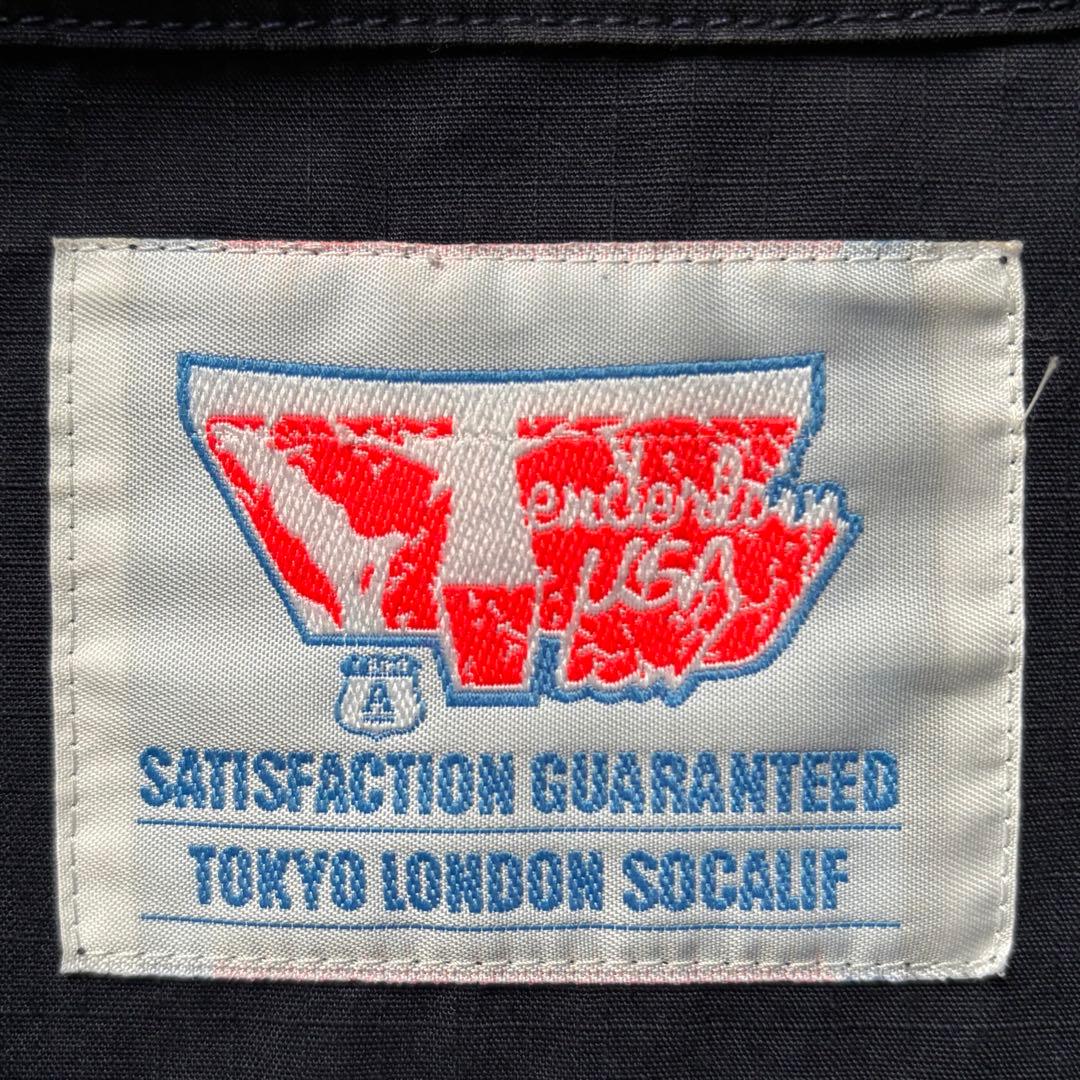 Tenderloin
USA
A
SATISFACTION GUARANTEED
TOKYO LONDON SOCALIF